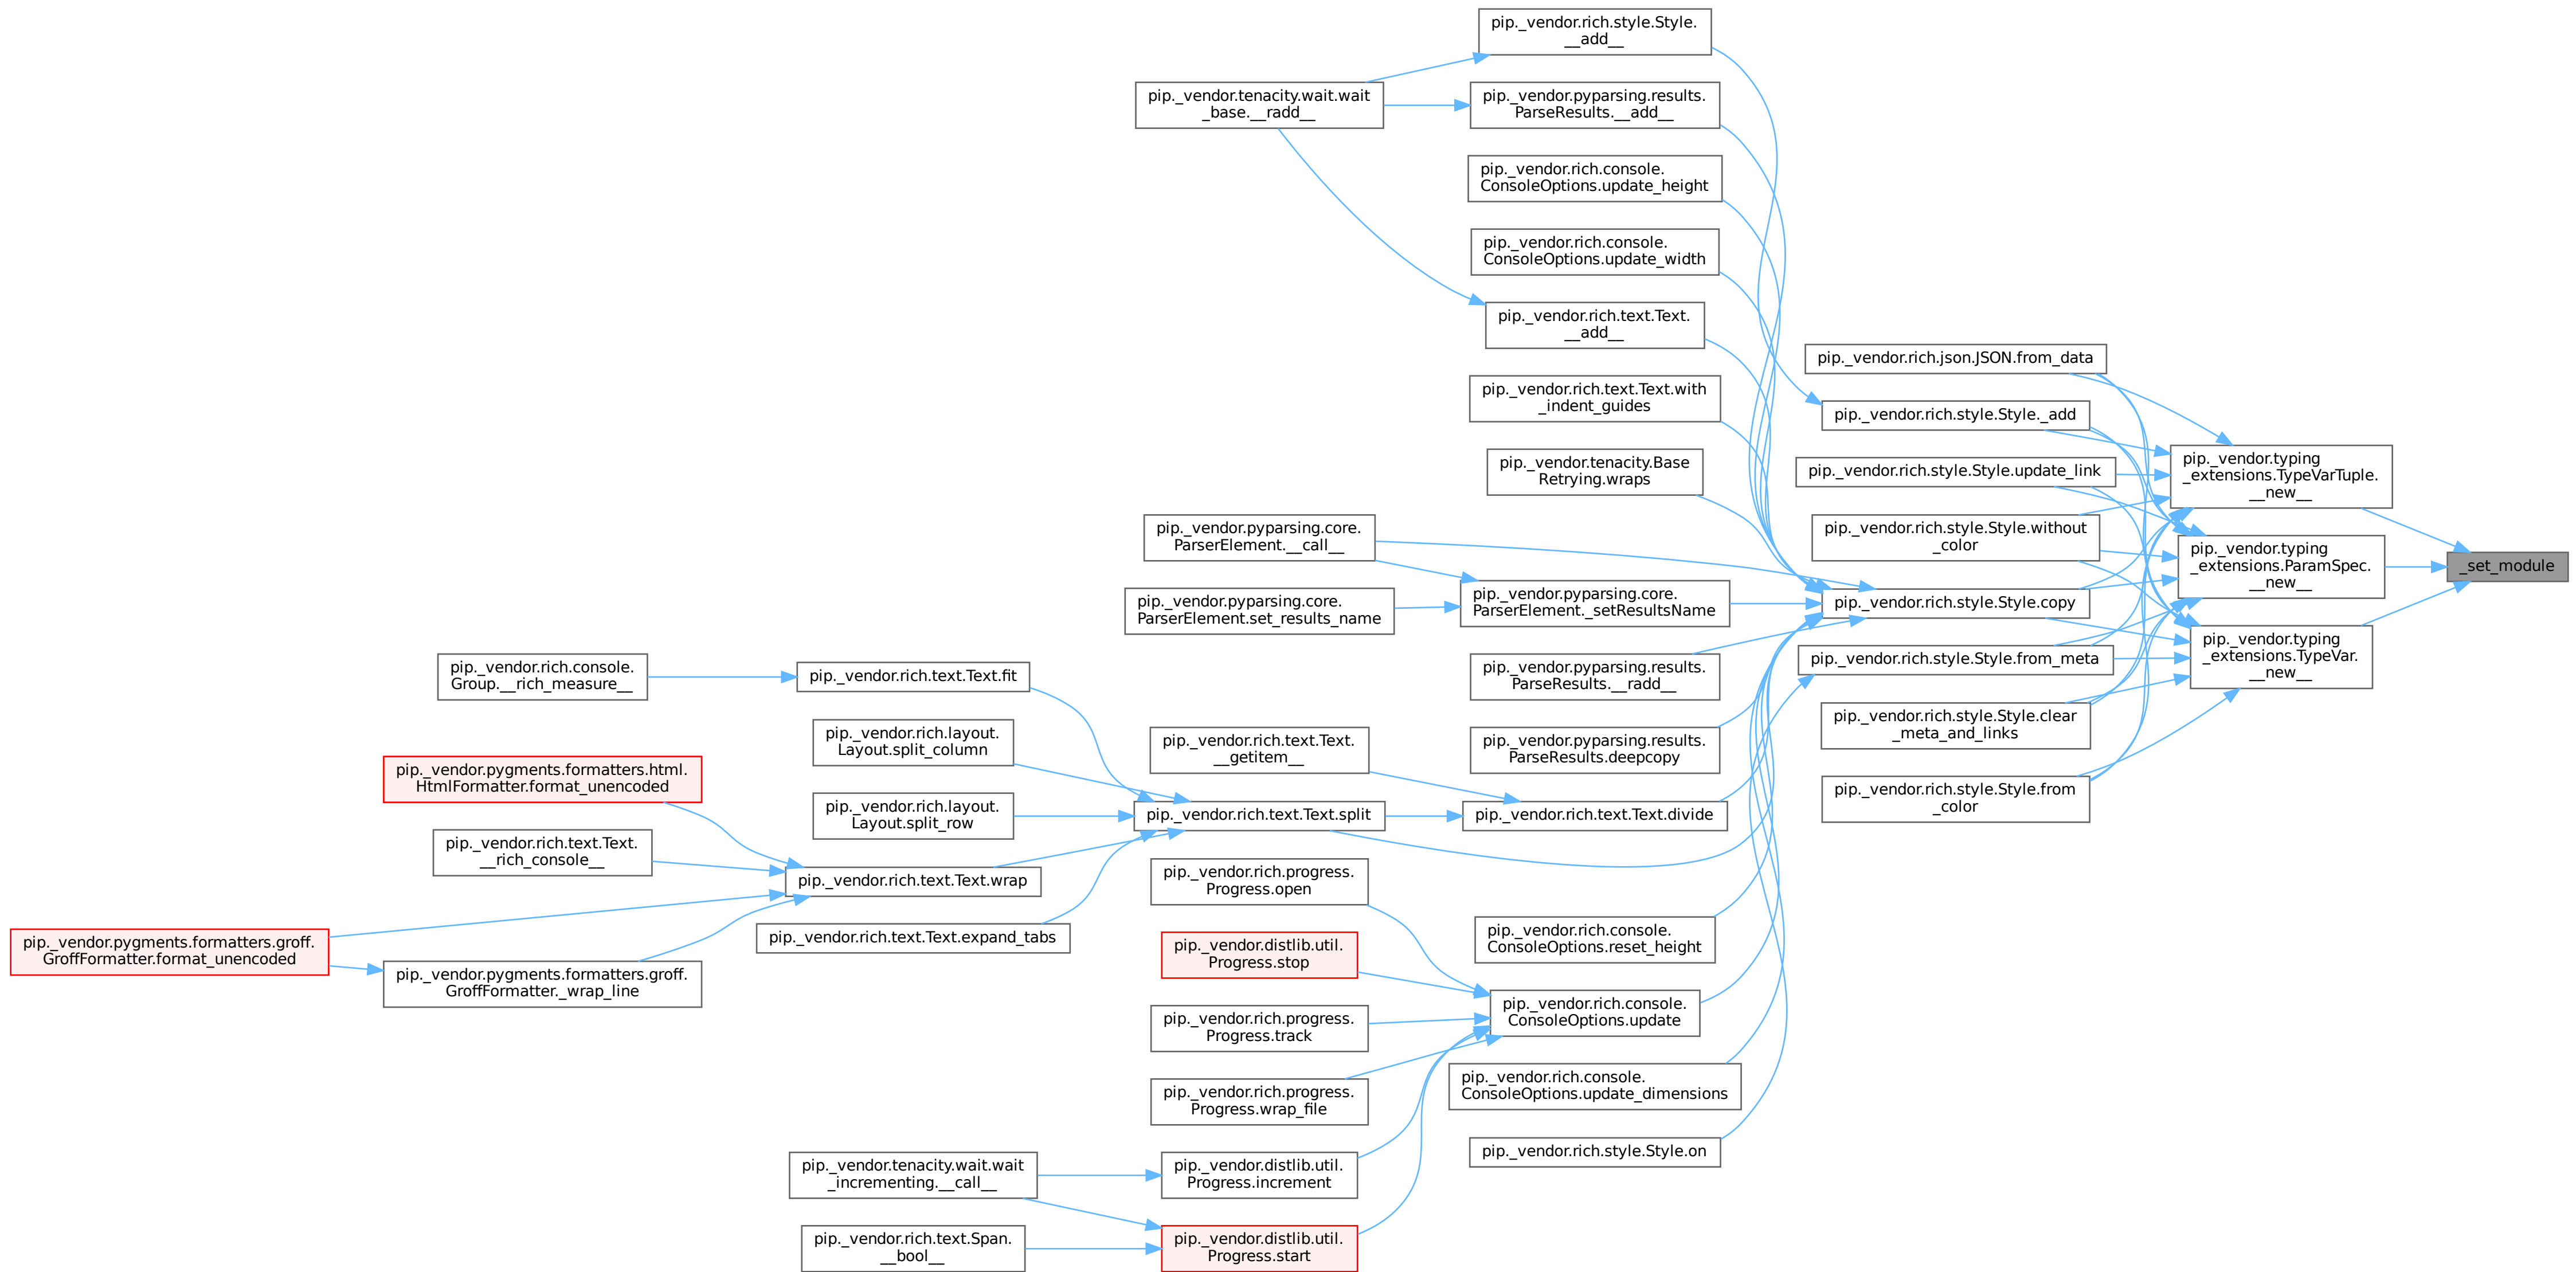 pip._vendor.rich.style.Style.
__add__
pip._vendor.tenacity.wait.wait
_base.__radd__
pip._vendor.pyparsing.results.
ParseResults.__add__
pip._vendor.rich.console.
ConsoleOptions.update_height
pip._vendor.rich.console.
ConsoleOptions.update_width
pip._vendor.rich.text.Text.
__add__
pip._vendor.rich.text.Text.with
_indent_guides
pip._vendor.tenacity.Base
Retrying.wraps
pip._vendor.pyparsing.core.
ParserElement.__call__
pip._vendor.pyparsing.core.
ParserElement.set_results_name
pip._vendor.pyparsing.core.
ParserElement._setResultsName
pip._vendor.pyparsing.results.
ParseResults.__radd__
pip._vendor.pyparsing.results.
ParseResults.deepcopy
pip._vendor.rich.json.JSON.from_data
pip._vendor.rich.style.Style._add
pip._vendor.rich.style.Style.update_link
pip._vendor.rich.style.Style.without
_color
pip._vendor.rich.style.Style.copy
pip._vendor.rich.style.Style.from_meta
pip._vendor.rich.style.Style.clear
_meta_and_links
pip._vendor.rich.style.Style.from
_color
pip._vendor.typing
_extensions.TypeVarTuple.
__new__
pip._vendor.typing
_extensions.ParamSpec.
__new__
pip._vendor.typing
_extensions.TypeVar.
__new__
_set_module
pip._vendor.rich.console.
Group.__rich_measure__
pip._vendor.rich.text.Text.fit
pip._vendor.rich.layout.
Layout.split_column
pip._vendor.rich.layout.
Layout.split_row
pip._vendor.rich.text.Text.
__getitem__
pip._vendor.rich.text.Text.split
pip._vendor.rich.text.Text.divide
pip._vendor.pygments.formatters.html.
HtmlFormatter.format_unencoded
pip._vendor.rich.text.Text.
__rich_console__
pip._vendor.rich.text.Text.wrap
pip._vendor.pygments.formatters.groff.
GroffFormatter.format_unencoded
pip._vendor.pygments.formatters.groff.
GroffFormatter._wrap_line
pip._vendor.rich.text.Text.expand_tabs
pip._vendor.rich.progress.
Progress.open
pip._vendor.distlib.util.
Progress.stop
pip._vendor.rich.progress.
Progress.track
pip._vendor.rich.progress.
Progress.wrap_file
pip._vendor.rich.console.
ConsoleOptions.reset_height
pip._vendor.rich.console.
ConsoleOptions.update
pip._vendor.rich.console.
ConsoleOptions.update_dimensions
pip._vendor.rich.style.Style.on
pip._vendor.tenacity.wait.wait
_incrementing.__call__
pip._vendor.distlib.util.
Progress.increment
pip._vendor.rich.text.Span.
__bool__
pip._vendor.distlib.util.
Progress.start